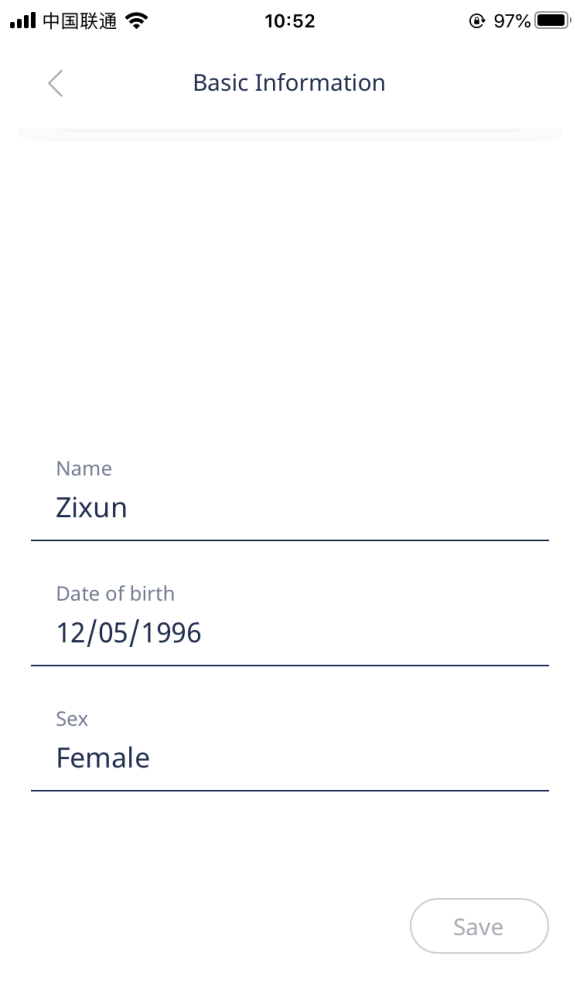 中国联通 10:52 97%
Basic Information
Name
Zixun
Date of birth
12/05/1996
Sex
Female
Save